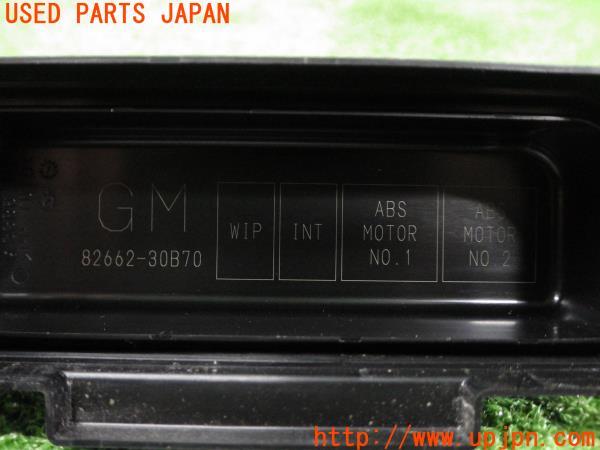 USED PARTS JAPAN
GM
82662-30B70
WIP
INT
ABS
MOTOR
NO.1
ABS
MOTOR
NO.2
http://www.upjpn.com